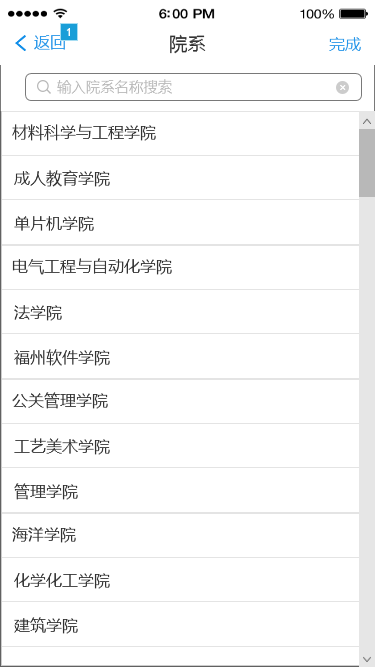 6:00 PM
100%
返回
1
院系
完成
输入院系名称搜索
材料科学与工程学院
成人教育学院
单片机学院
电气工程与自动化学院
法学院
福州软件学院
公关管理学院
工艺美术学院
管理学院
海洋学院
化学化工学院
建筑学院